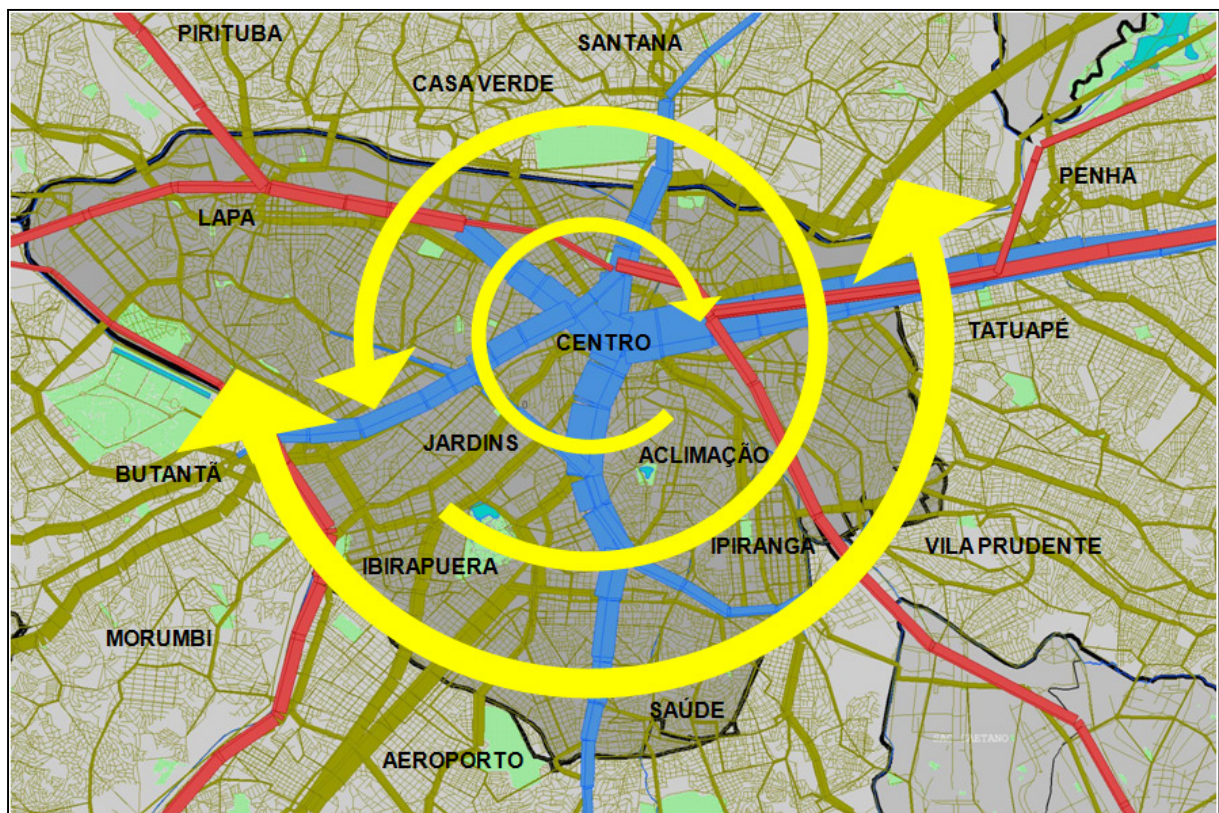 PIRITUBA
SANTANA
CASA VERDE
PENHA
LAPA
TATUAPÉ
CENTRO
JARDINS
ACLIMAÇÃO
BUTANTÃ
IPIRANGA
VILA PRUDENTE
IBIRAPUERA
MORUMBI
SAÚDE
AEROPORTO